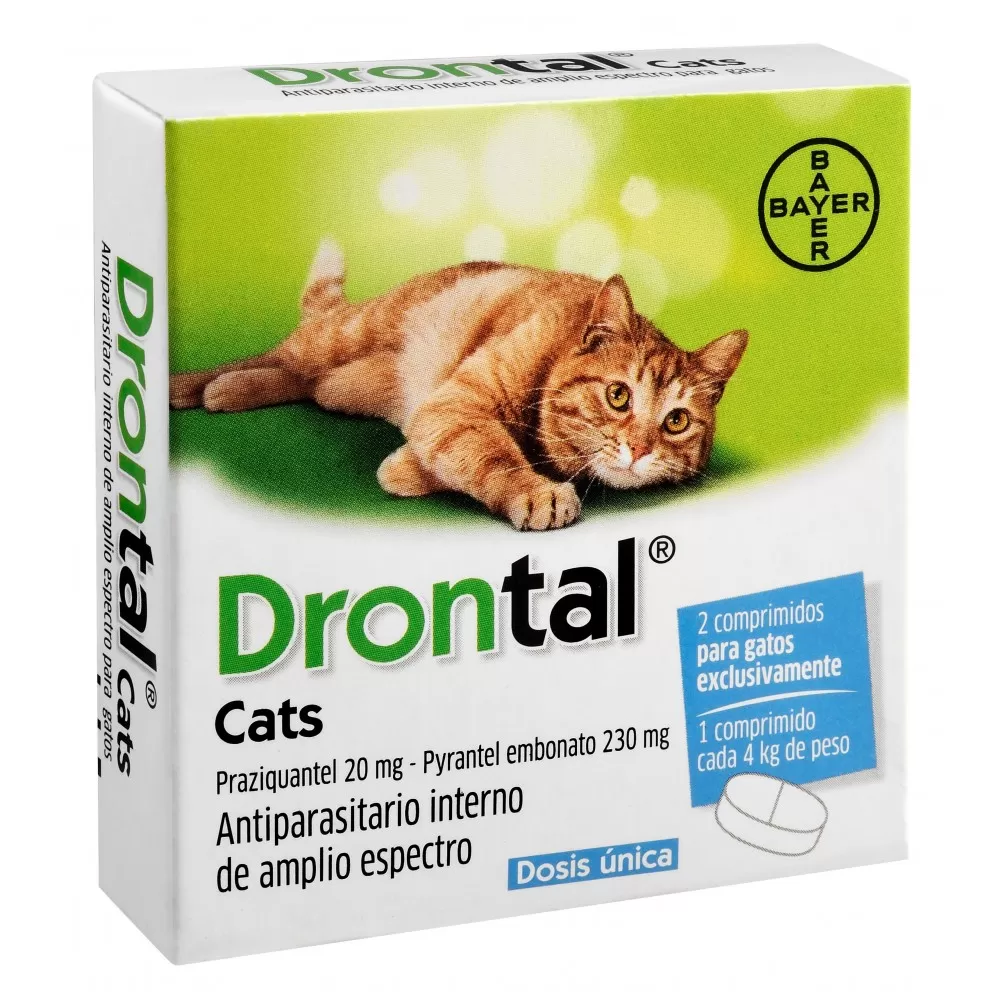 Drontal® Cats
Antiparasitario interno de amplio espectro para gatos
BAYER
BAYER
Drontal® Cats
Antiparasitario interno de amplio espectro para gatos
Drontal®
Cats
Praziquantel 20 mg - Pyrantel embonato 230 mg
Antiparasitario interno
de amplio espectro
Dosis única
2 comprimidos
para gatos
exclusivamente
1 comprimido
cada 4 kg de peso